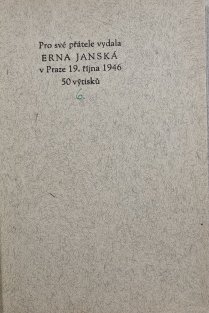 Pro své přátele vydala
ERNA JANSKÁ
v Praze 19. října 1946
50 výtisků
6.